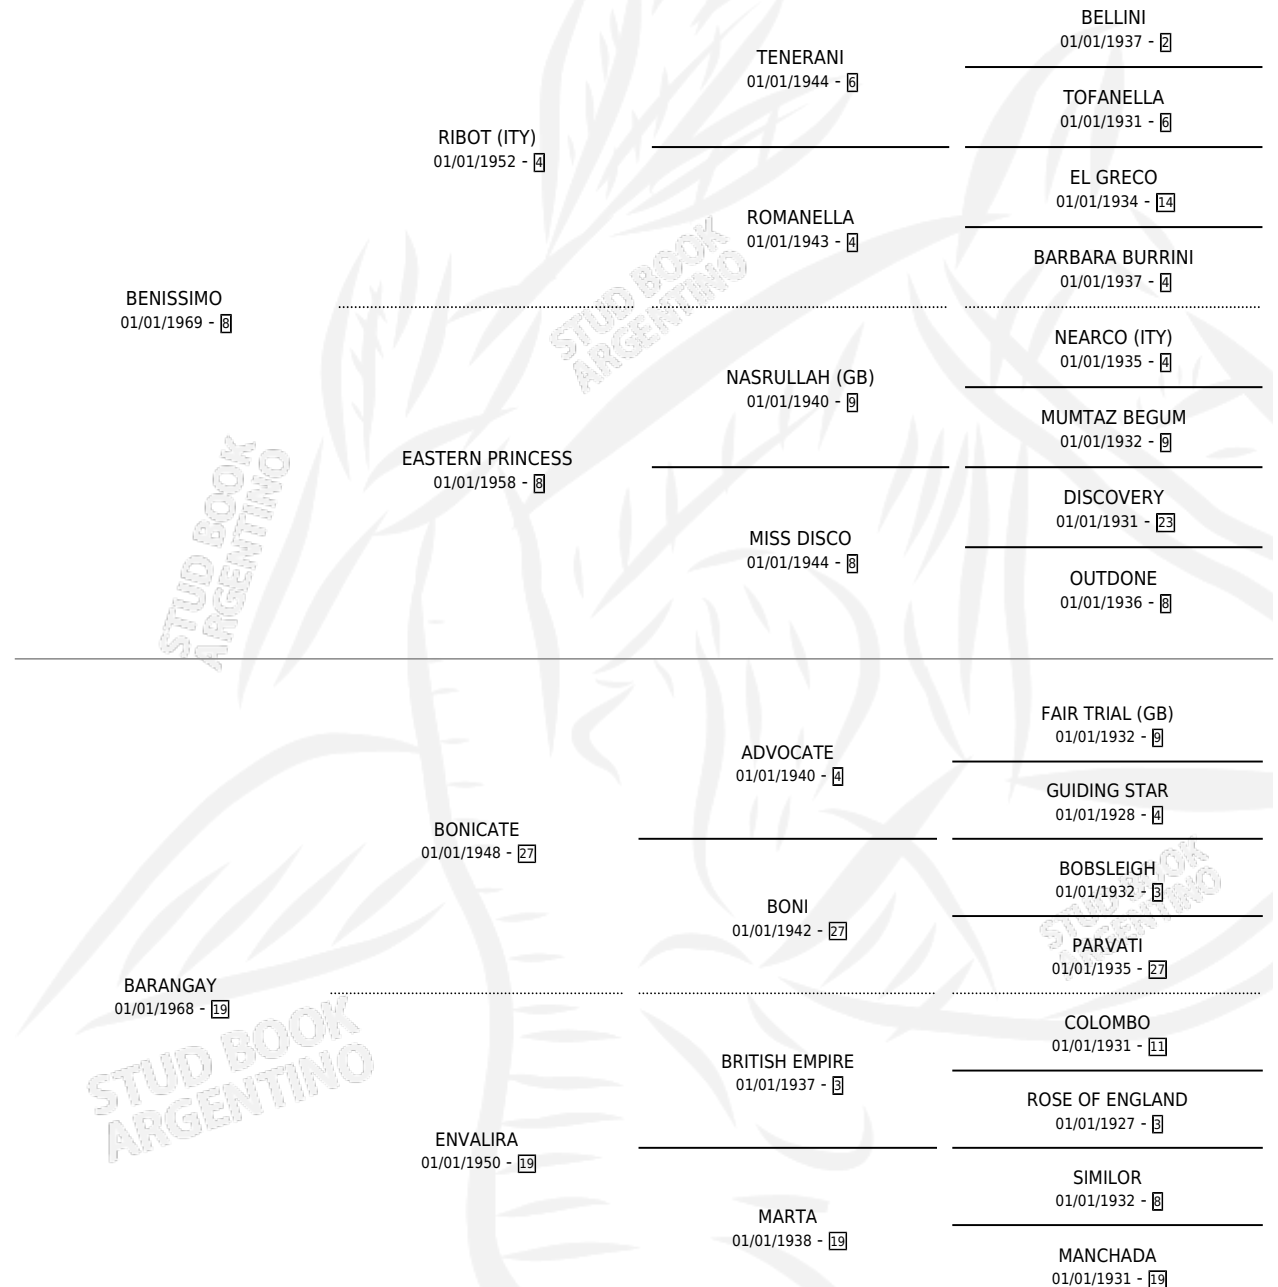 BELLINI
01/01/1937 - 2
TENERANI
01/01/1944 - 6
TOFANELLA
01/01/1931 - 6
RIBOT (ITY)
01/01/1952 - 4
EL GRECO
01/01/1934 - 14
ROMANELLA
01/01/1943 - 4
BARBARA BURRINI
01/01/1937 - 4
BENISSIMO
01/01/1969 - 8
NEARCO (ITY)
01/01/1935 - 4
NASRULLAH (GB)
01/01/1940 - 9
MUMTAZ BEGUM
01/01/1932 - 9
EASTERN PRINCESS
01/01/1958 - 8
DISCOVERY
01/01/1931 - 23
MISS DISCO
01/01/1944 - 8
OUTDONE
01/01/1936 - 8
FAIR TRIAL (GB)
01/01/1932 - 9
ADVOCATE
01/01/1940 - 4
GUIDING STAR
01/01/1928 - 4
BONICATE
01/01/1948 - 27
BOBSLEIGH
01/01/1932 - 3
BONI
01/01/1942 - 27
PARVATI
01/01/1935 - 27
BARANGAY
01/01/1968 - 19
COLOMBO
01/01/1931 - 11
BRITISH EMPIRE
01/01/1937 - 3
ROSE OF ENGLAND
01/01/1927 - 3
ENVALIRA
01/01/1950 - 19
SIMILOR
01/01/1932 - 8
MARTA
01/01/1938 - 19
MANCHADA
01/01/1931 - 19
STUD BOOK
ARGENTINO
STUD BOOK
ARGENTINO
STUD BOOK
ARGENTINO
STUD BOOK
ARGENTINO